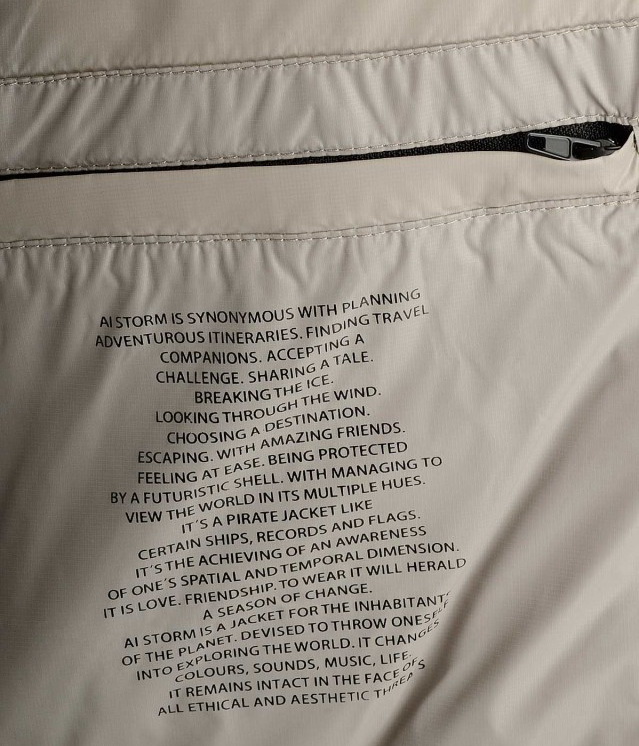 AI STORM IS SYNONYMOUS WITH PLANNING
ADVENTUROUS ITINERARIES. FINDING TRAVEL
COMPANIONS. ACCEPTING A
CHALLENGE. SHARING A TALE.
BREAKING THE ICE.
LOOKING THROUGH THE WIND.
CHOOSING A DESTINATION.
ESCAPING. WITH AMAZING FRIENDS.
FEELING AT EASE. BEING PROTECTED
BY A FUTURISTIC SHELL. WITH MANAGING TO
VIEW THE WORLD IN ITS MULTIPLE HUES.
IT´S A PIRATE JACKET LIKE
CERTAIN SHIPS, RECORDS AND FLAGS.
IT´S THE ACHIEVING OF AN AWARENESS
OF ONE´S SPATIAL AND TEMPORAL DIMENSION.
IT IS LOVE. FRIENDSHIP. TO WEAR IT WILL HERALD
A SEASON OF CHANGE.
AI STORM IS A JACKET FOR THE INHABITANT
OF THE PLANET. DEVISED TO THROW ONESELF
INTO EXPLORING THE WORLD. IT CHANGES
COLOURS, SOUNDS, MUSIC, LIFE.
IT REMAINS INTACT IN THE FACE OF
ALL ETHICAL AND AESTHETIC THREATS